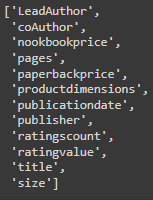 ['LeadAuthor',
'coAuthor',
'nookbookprice',
'pages',
'paperbackprice',
'productdimensions',
'publicationdate',
'publisher',
'ratingscount',
'ratingvalue',
'title',
'size']